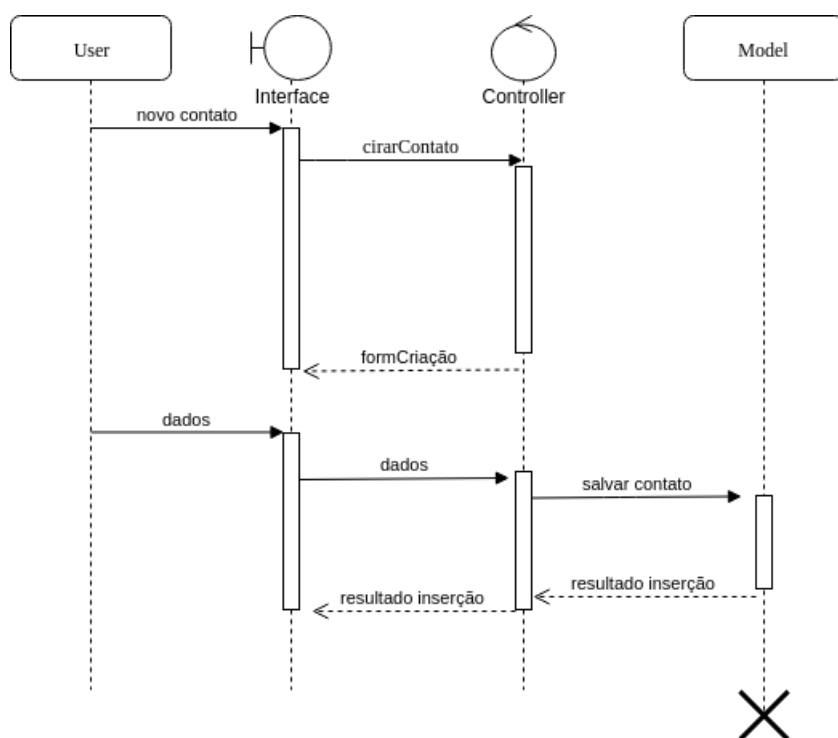 User
Interface
Controller
Model
novo contato
cirarContato
formCriação
dados
dados
salvar contato
resultado inserção
resultado inserção